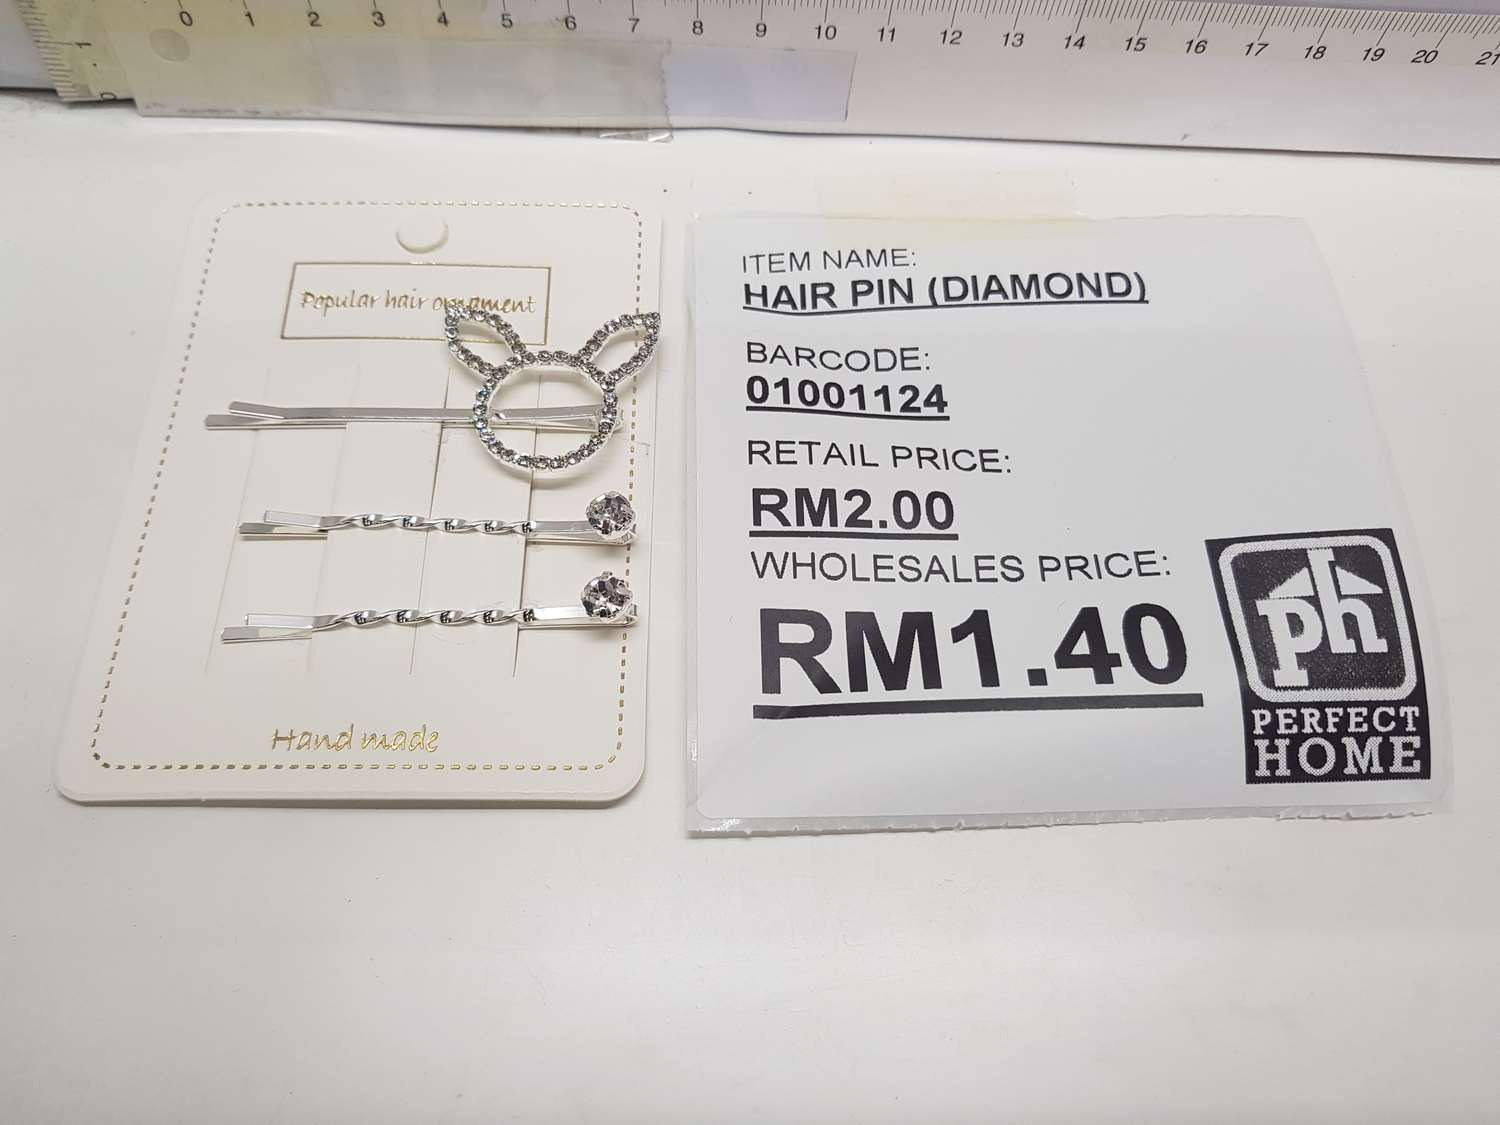 0 1 2 3 4 5 6 7 8 9 10 11 12 13 14 15 16 17 18 19 20 21
1
0
Popular hair ornament
Hand made
ITEM NAME:
HAIR PIN (DIAMOND)
BARCODE:
01001124
RETAIL PRICE:
RM2.00
WHOLESALES PRICE:
RM1.40
ph
PERFECT
HOME